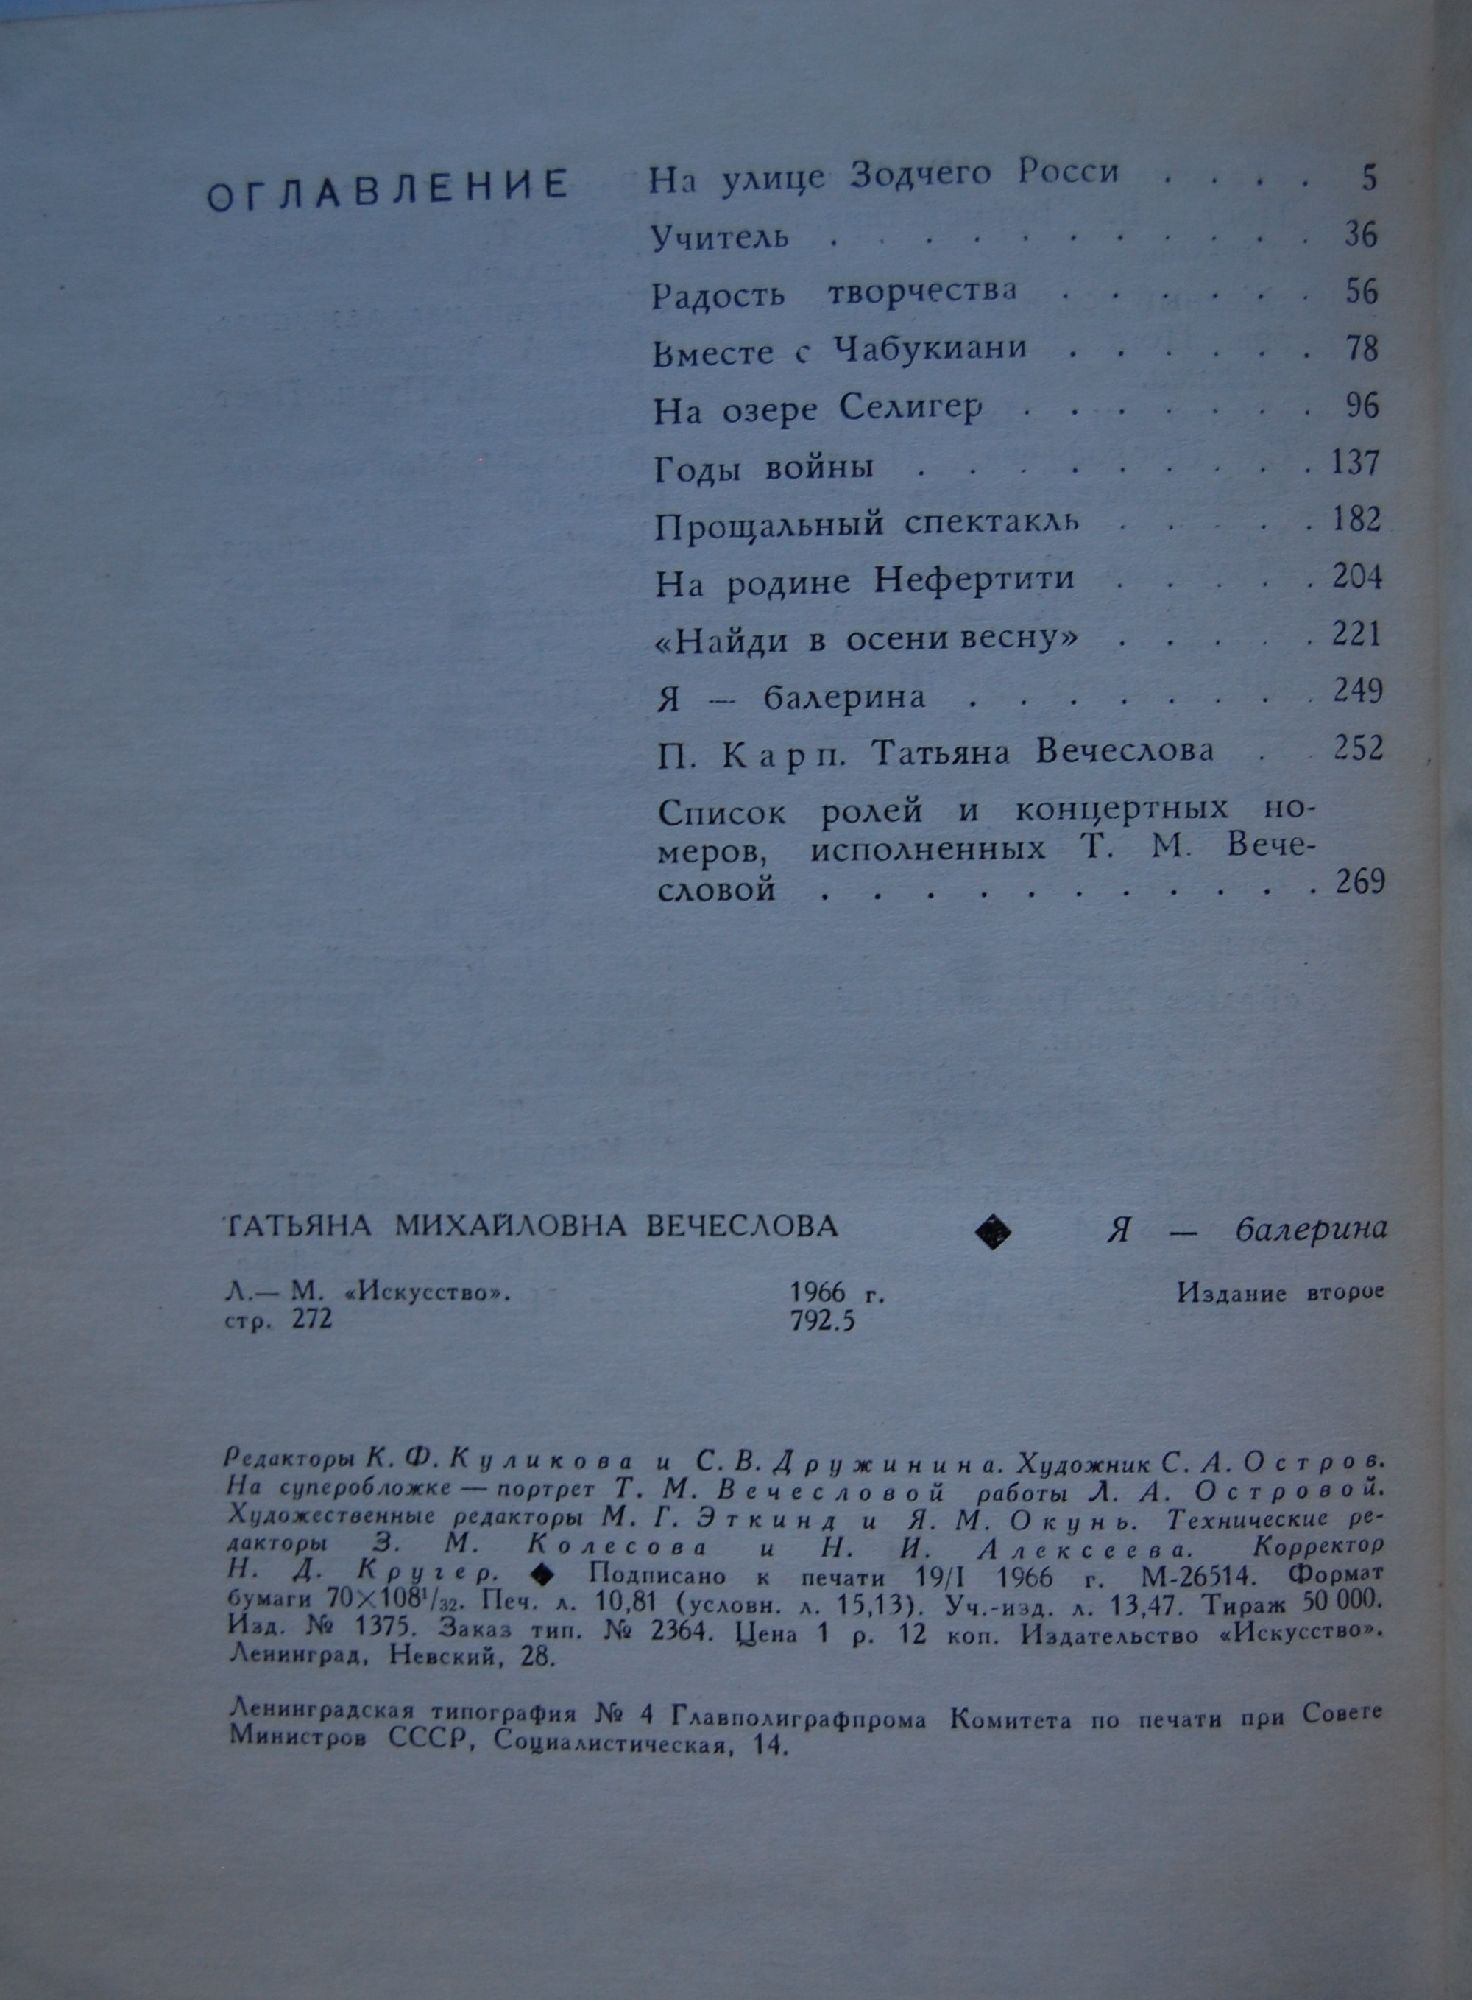 ОГЛАВЛЕНИЕ
На улице Зодчего Росси . . . . 5
Учитель . . . . . . . . . . . 36
Радость творчества . . . . . . 56
Вместе с Чабукиани . . . . . . 78
На озере Селигер . . . . . . . 96
Годы войны . . . . . . . . . 137
Прощальный спектакль . . . . . 182
На родине Нефертити . . . . . 204
«Найди в осени весну» . . . . . 221
Я — балерина . . . . . . . . 249
П. Карп. Татьяна Вечеслова . . 252
Список ролей и концертных но-
меров, исполненных Т. М. Вече-
словой . . . . . . . . . . . 269
ТАТЬЯНА МИХАЙЛОВНА ВЕЧЕСЛОВА ◆ Я — балерина
Л.— М. «Искусство». 1966 г. Издание второе
стр. 272 792.5
Редакторы К. Ф. Куликова и С. В. Дружинина. Художник С. А. Остров.
На суперобложке — портрет Т. М. Вечесловой работы Л. А. Островой.
Художественные редакторы М. Г. Эткинд и Я. М. Окунь. Технические ре-
дакторы З. М. Колесова и Н. И. Алексеева. Корректор
Н. Д. Кругер. ◆ Подписано к печати 19/I 1966 г. М-26514. Формат
бумаги 70×108¹/₃₂. Печ. л. 10,81 (условн. л. 15,13). Уч.-изд. л. 13,47. Тираж 50 000.
Изд. № 1375. Заказ тип. № 2364. Цена 1 р. 12 коп. Издательство «Искусство».
Ленинград, Невский, 28.
Ленинградская типография № 4 Главполиграфпрома Комитета по печати при Совете
Министров СССР, Социалистическая, 14.